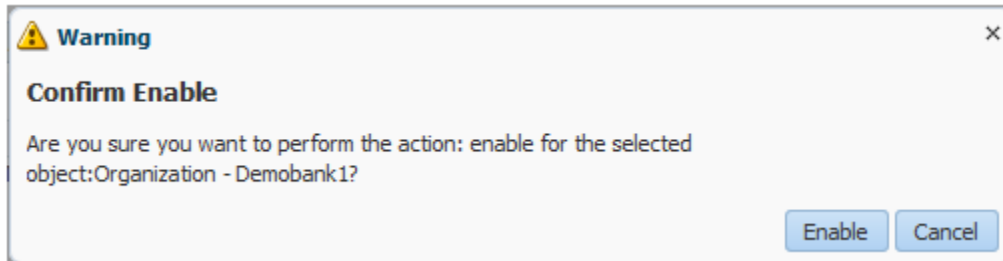 Warning
Confirm Enable
Are you sure you want to perform the action: enable for the selected
object:Organization - Demobank1?
Enable Cancel